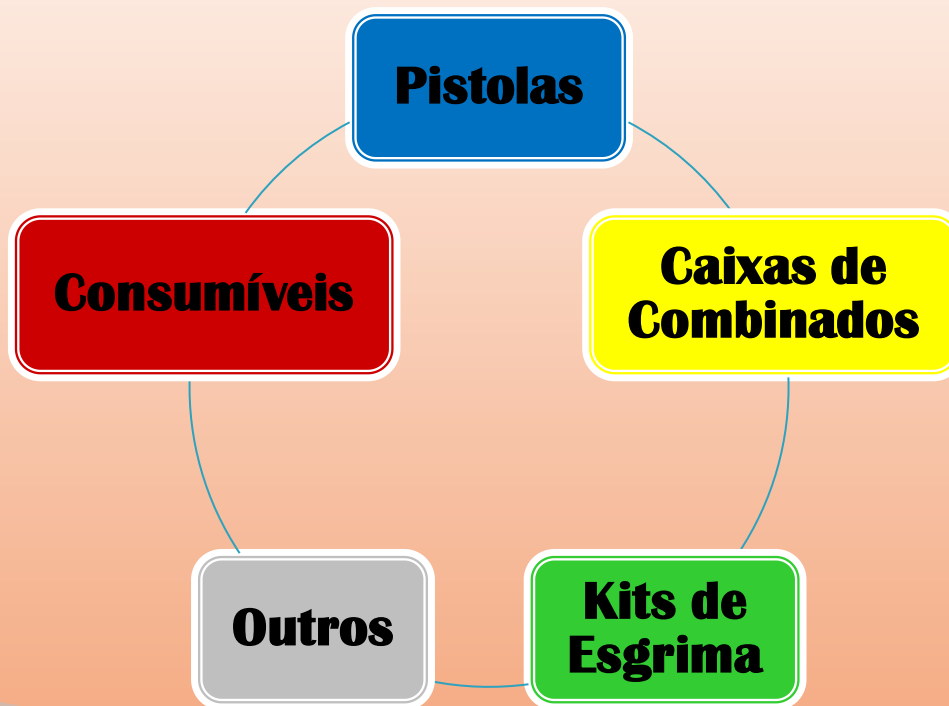 Pistolas
Consumíveis
Caixas de
Combinados
Outros
Kits de
Esgrima